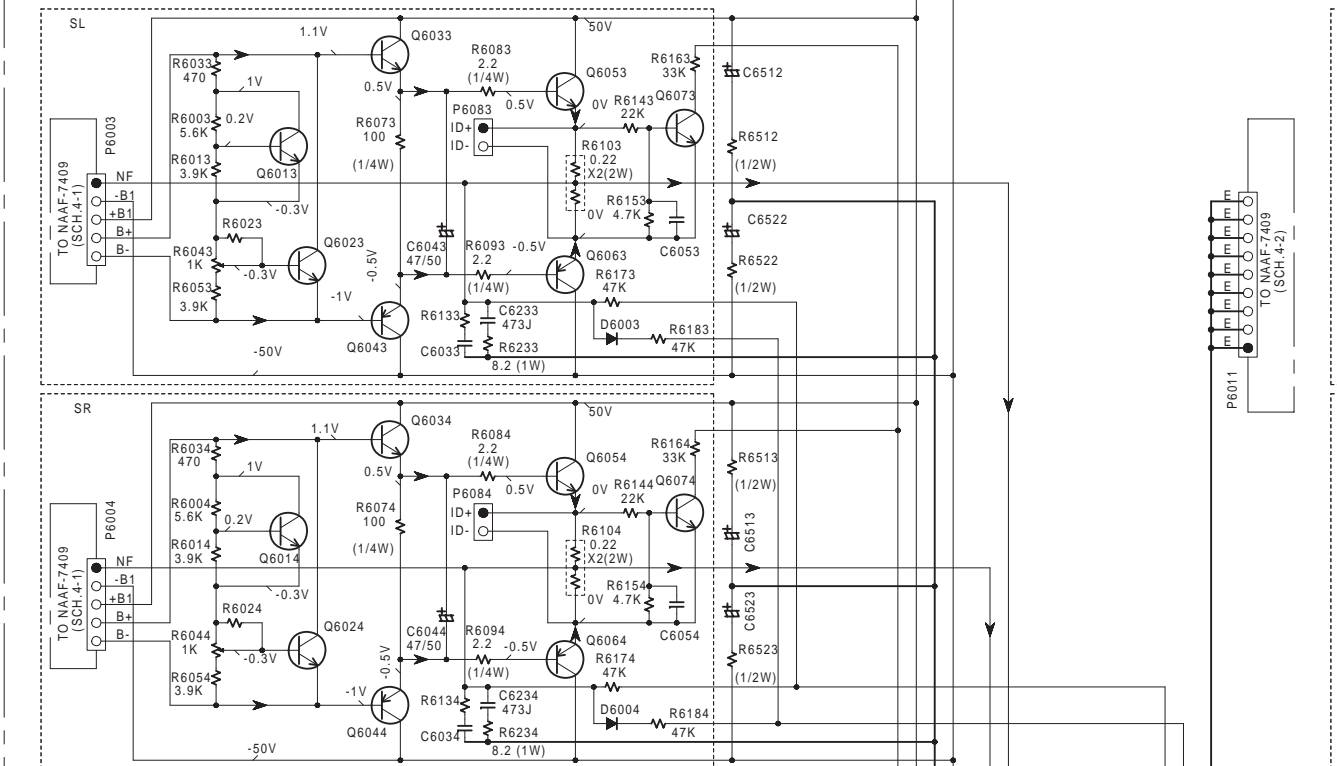 SL
50V
1.1V
Q6033
R6033
470
1V
R6083
2.2
(1/4W)
Q6053
R6163
33K
C6512
0.5V
0.5V
0V
R6143
22K
Q6073
P6083
ID+
ID-
R6003
5.6K
0.2V
R6073
100
(1/4W)
R6512
(1/2W)
P6003
R6013
3.9K
Q6013
R6103
0.22
X2(2W)
TO NAAF-7409
(SCH.4-1)
NF
-B1
+B1
B+
B-
-0.3V
R6153
4.7K
0V
C6053
C6522
R6023
Q6023
C6043
47/50
R6093
2.2
(1/4W)
-0.5V
Q6063
R6043
1K
-0.3V
-0.5V
R6173
47K
R6522
(1/2W)
R6053
3.9K
-1V
Q6043
R6133
C6233
473J
D6003
R6183
47K
C6033
R6233
8.2 (1W)
-50V
E
E
E
E
E
E
E
E
E
TO NAAF-7409
(SCH.4-2)
P6011
SR
50V
1.1V
Q6034
R6034
470
1V
R6084
2.2
(1/4W)
Q6054
R6164
33K
R6513
(1/2W)
0.5V
0.5V
0V
R6144
22K
Q6074
P6084
ID+
ID-
R6004
5.6K
0.2V
R6074
100
(1/4W)
C6513
P6004
R6014
3.9K
Q6014
R6104
0.22
X2(2W)
TO NAAF-7409
(SCH.4-1)
NF
-B1
+B1
B+
B-
-0.3V
R6154
4.7K
0V
C6054
C6523
R6024
Q6024
C6044
47/50
R6094
2.2
(1/4W)
-0.5V
Q6064
R6044
1K
-0.3V
-0.5V
R6174
47K
R6523
(1/2W)
R6054
3.9K
-1V
Q6044
R6134
C6234
473J
D6004
R6184
47K
C6034
R6234
8.2 (1W)
-50V